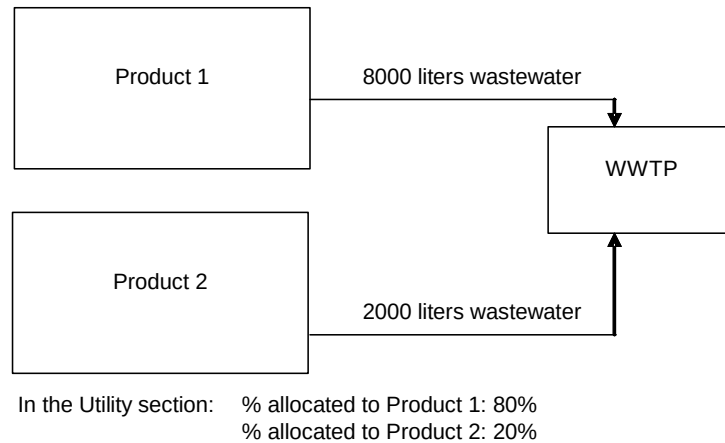 Product 1
8000 liters wastewater
WWTP
Product 2
2000 liters wastewater
In the Utility section: % allocated to Product 1: 80%
% allocated to Product 2: 20%